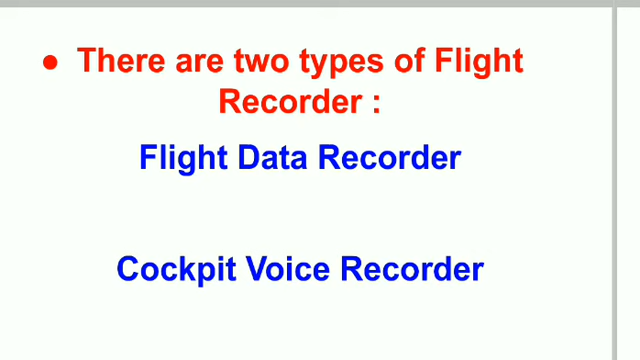 ● There are two types of Flight
Recorder :
Flight Data Recorder
Cockpit Voice Recorder